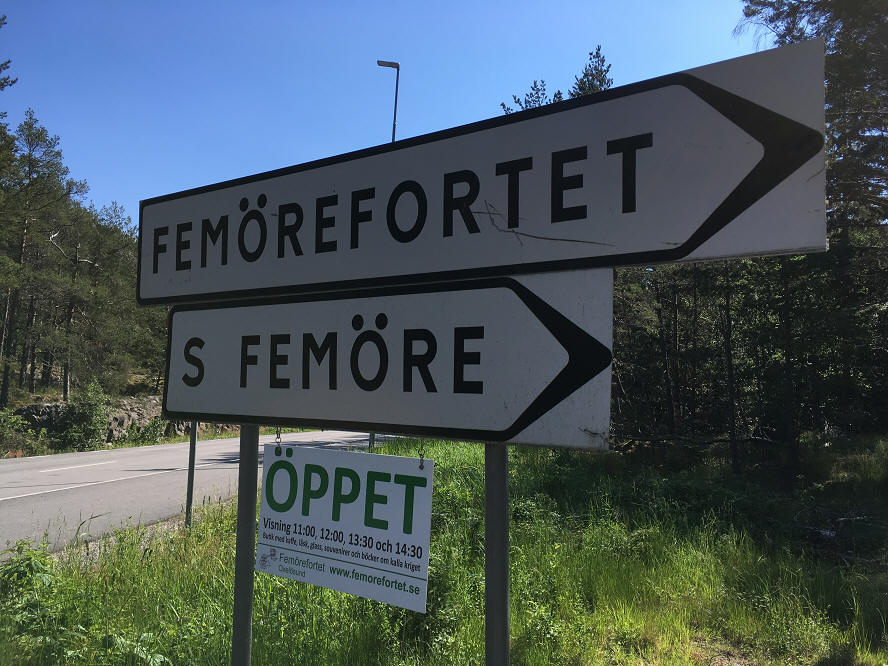 FEMÖREFORTET
S FEMÖRE
ÖPPET
Visning 11:00, 12:00, 13:30 och 14:30
Butik med kaffe, läsk, glass, souvenirer och böcker om kalla kriget
Femörefortet www.femorefortet.se
Oxelösund